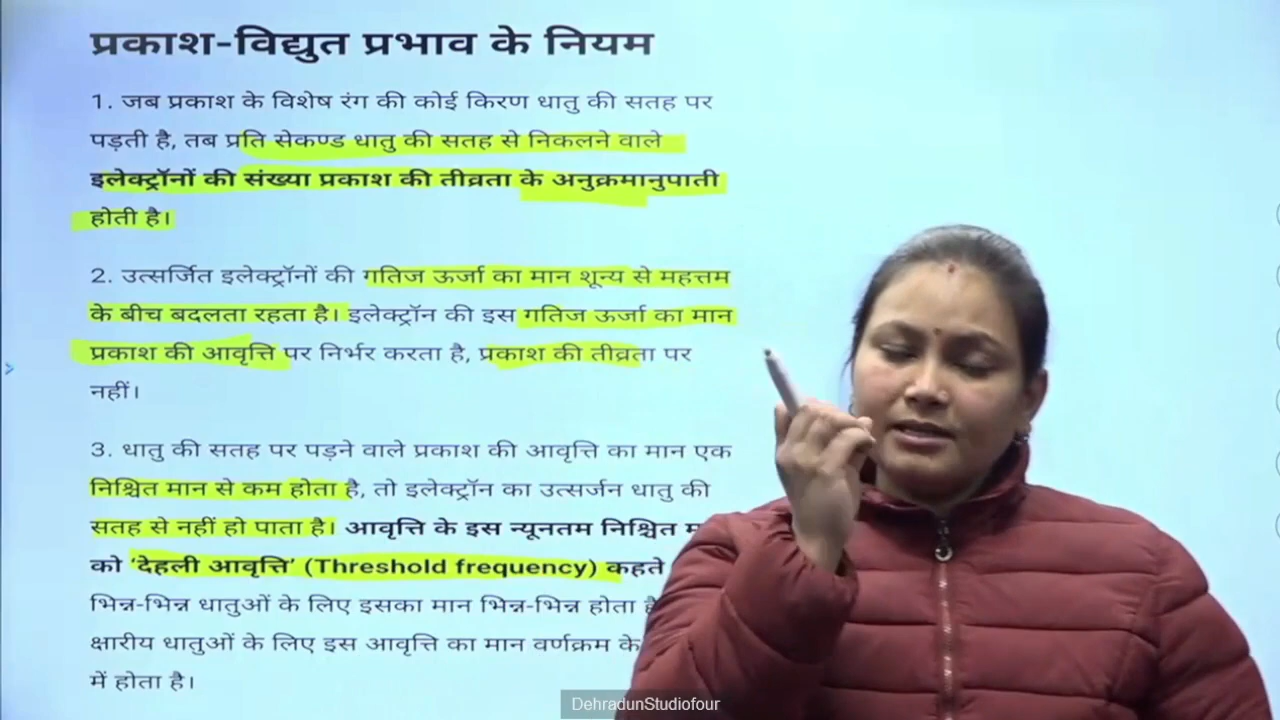 प्रकाश-विद्युत प्रभाव के नियम
1. जब प्रकाश के विशेष रंग की कोई किरण धातु की सतह पर
पड़ती है, तब प्रति सेकण्ड धातु की सतह से निकलने वाले
इलेक्ट्रॉनों की संख्या प्रकाश की तीव्रता के अनुक्रमानुपाती
होती है।
2. उत्सर्जित इलेक्ट्रॉनों की गतिज ऊर्जा का मान शून्य से महत्तम
के बीच बदलता रहता है। इलेक्ट्रॉन की इस गतिज ऊर्जा का मान
प्रकाश की आवृत्ति पर निर्भर करता है, प्रकाश की तीव्रता पर
नहीं।
3. धातु की सतह पर पड़ने वाले प्रकाश की आवृत्ति का मान एक
निश्चित मान से कम होता है, तो इलेक्ट्रॉन का उत्सर्जन धातु की
सतह से नहीं हो पाता है। आवृत्ति के इस न्यूनतम निश्चित
को ‘देहली आवृत्ति’ (Threshold frequency) कहते
भिन्न-भिन्न धातुओं के लिए इसका मान भिन्न-भिन्न होता
क्षारीय धातुओं के लिए इस आवृत्ति का मान वर्णक्रम के
में होता है।
DehradunStudiofour